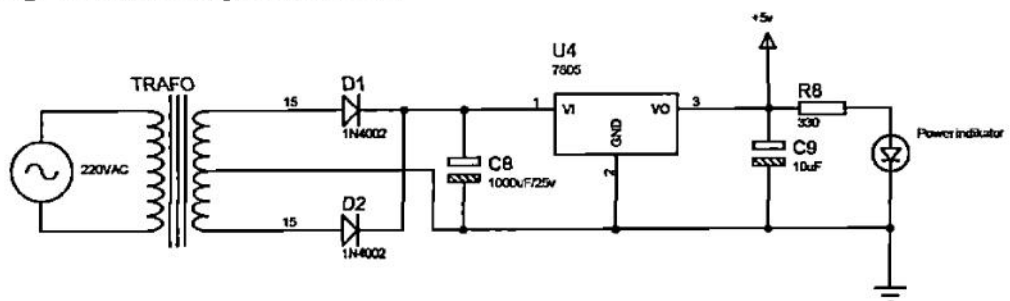 +5v
U4
7805
TRAFO
D1
R8
15
1
VI
VO
3
1N4002
330
GND
Power indikator
220VAC
C8
C9
1000uF/25v
10uF
2
D2
15
1N4002